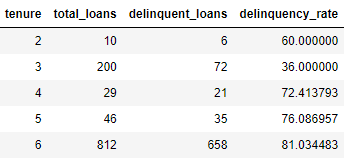 tenure total_loans delinquent_loans delinquency_rate
2 10 6 60.000000
3 200 72 36.000000
4 29 21 72.413793
5 46 35 76.086957
6 812 658 81.034483